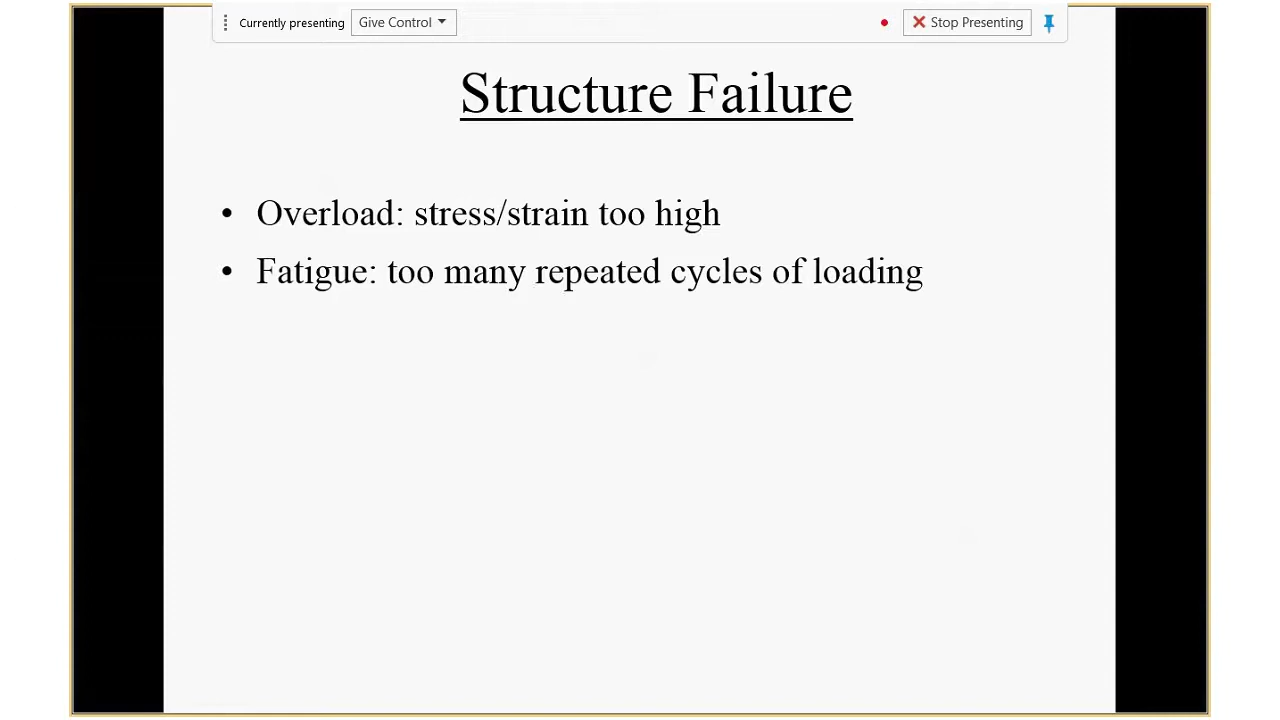 Currently presenting Give Control Stop Presenting
Structure Failure
• Overload: stress/strain too high
• Fatigue: too many repeated cycles of loading